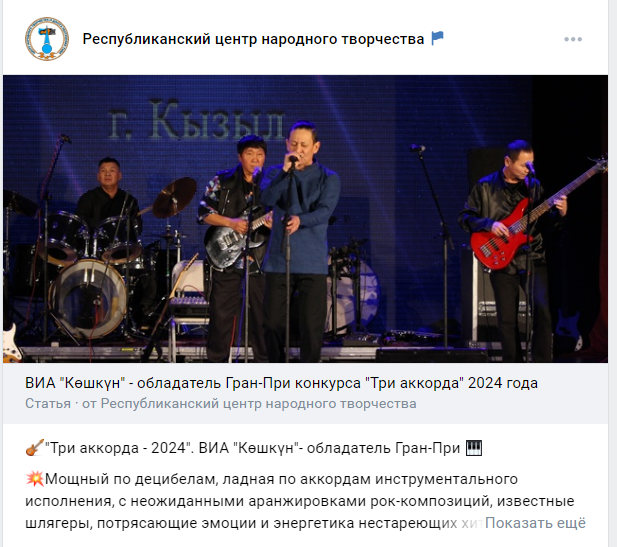 Республиканский центр народного творчества
г. Кызыл
ВИА "Көшкүн" - обладатель Гран-При конкурса "Три аккорда" 2024 года
Статья · от Республиканский центр народного творчества
"Три аккорда - 2024". ВИА "Көшкүн"- обладатель Гран-При
Мощный по децибелам, ладная по аккордам инструментального
исполнения, с неожиданными аранжировками рок-композиций, известные
шлягеры, потрясающие эмоции и энергетика нестареющих хит Показать ещё